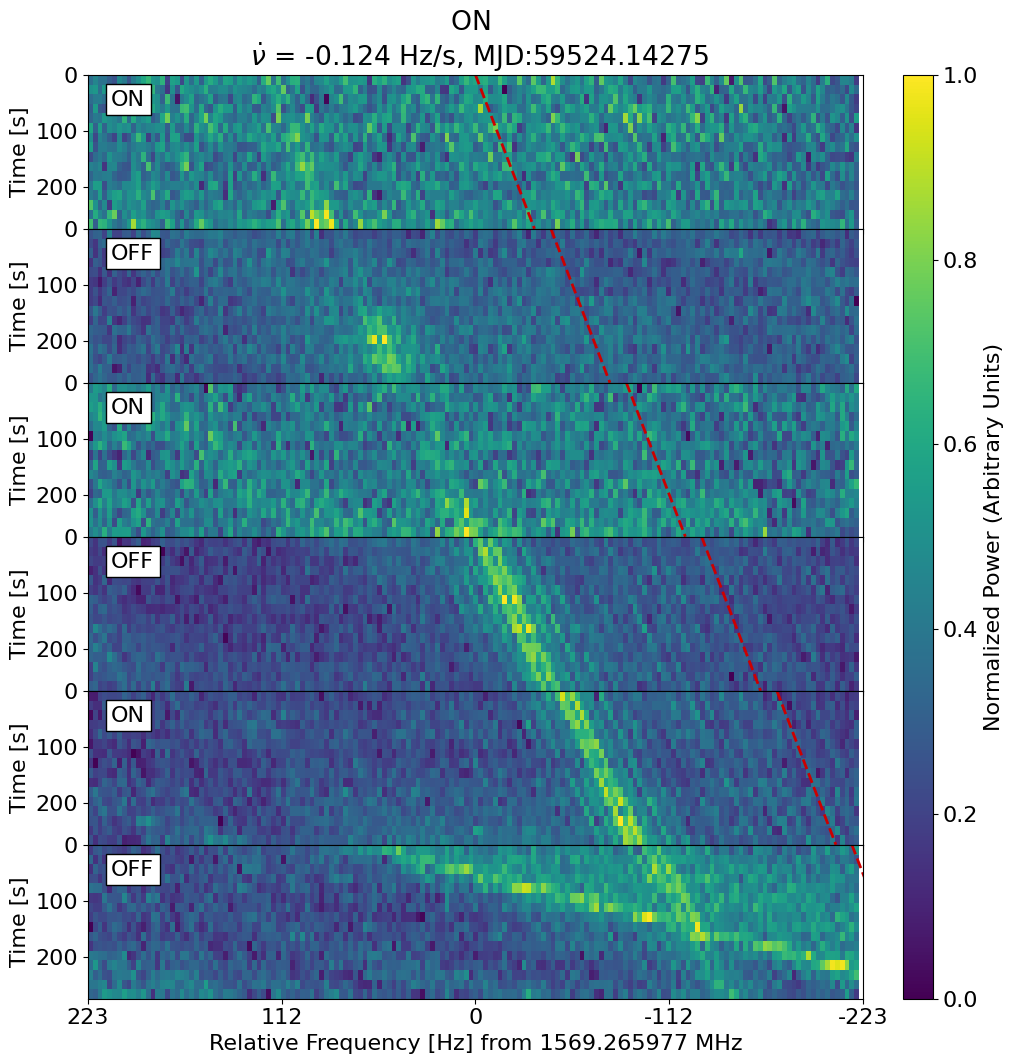 ON
ν̇ = -0.124 Hz/s, MJD:59524.14275
0
100
200
Time [s]
ON
0
100
200
Time [s]
OFF
0
100
200
Time [s]
ON
0
100
200
Time [s]
OFF
0
100
200
Time [s]
ON
0
100
200
Time [s]
OFF
223 112 0 -112 -223
Relative Frequency [Hz] from 1569.265977 MHz
1.0
0.8
0.6
0.4
0.2
0.0
Normalized Power (Arbitrary Units)